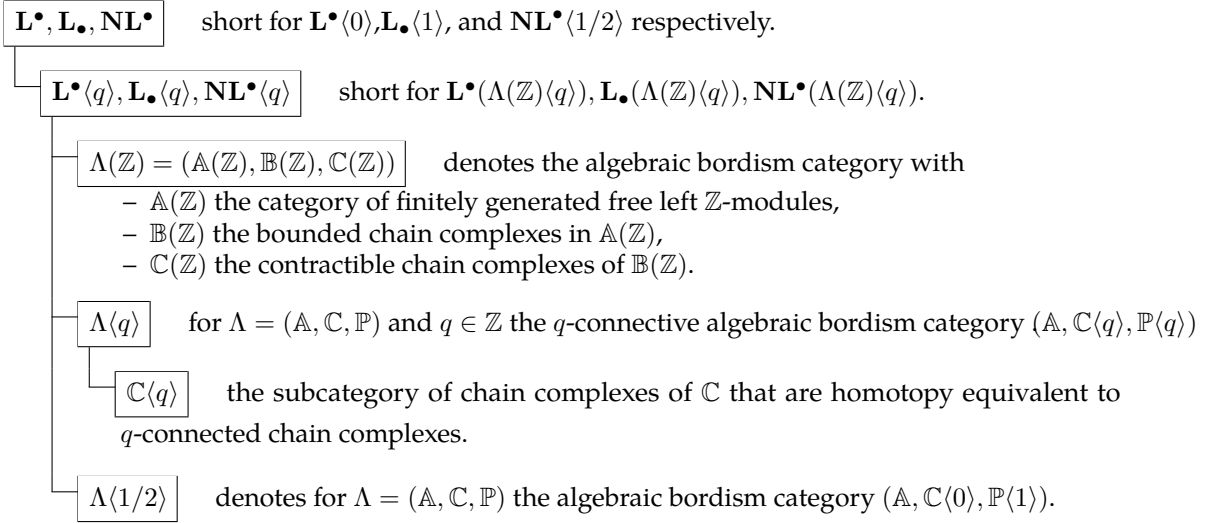 𝐋•, 𝐋•, 𝐍𝐋• short for 𝐋•⟨0⟩,𝐋•⟨1⟩, and 𝐍𝐋•⟨1/2⟩ respectively.
𝐋•⟨q⟩, 𝐋•⟨q⟩, 𝐍𝐋•⟨q⟩ short for 𝐋•(Λ(ℤ)⟨q⟩), 𝐋•(Λ(ℤ)⟨q⟩), 𝐍𝐋•(Λ(ℤ)⟨q⟩).
Λ(ℤ) = (𝔸(ℤ), 𝔹(ℤ), ℂ(ℤ)) denotes the algebraic bordism category with
– 𝔸(ℤ) the category of finitely generated free left ℤ-modules,
– 𝔹(ℤ) the bounded chain complexes in 𝔸(ℤ),
– ℂ(ℤ) the contractible chain complexes of 𝔹(ℤ).
Λ⟨q⟩ for Λ = (𝔸, ℂ, ℙ) and q ∈ ℤ the q-connective algebraic bordism category (𝔸, ℂ⟨q⟩, ℙ⟨q⟩)
ℂ⟨q⟩ the subcategory of chain complexes of ℂ that are homotopy equivalent to
q-connected chain complexes.
Λ⟨1/2⟩ denotes for Λ = (𝔸, ℂ, ℙ) the algebraic bordism category (𝔸, ℂ⟨0⟩, ℙ⟨1⟩).